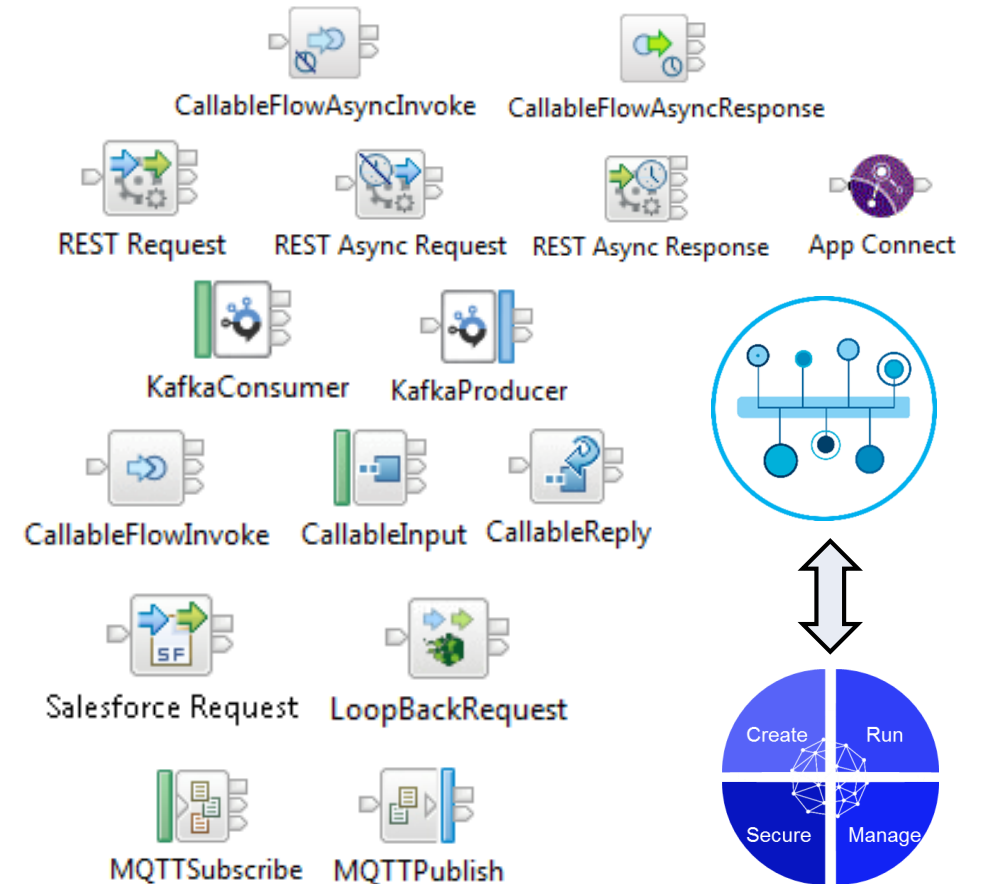 CallableFlowAsyncInvoke
CallableFlowAsyncResponse
REST Request
REST Async Request
REST Async Response
App Connect
KafkaConsumer
KafkaProducer
CallableFlowInvoke
CallableInput
CallableReply
SF
Salesforce Request
LoopBackRequest
Create
Run
Secure
Manage
MQTTSubscribe
MQTTPublish